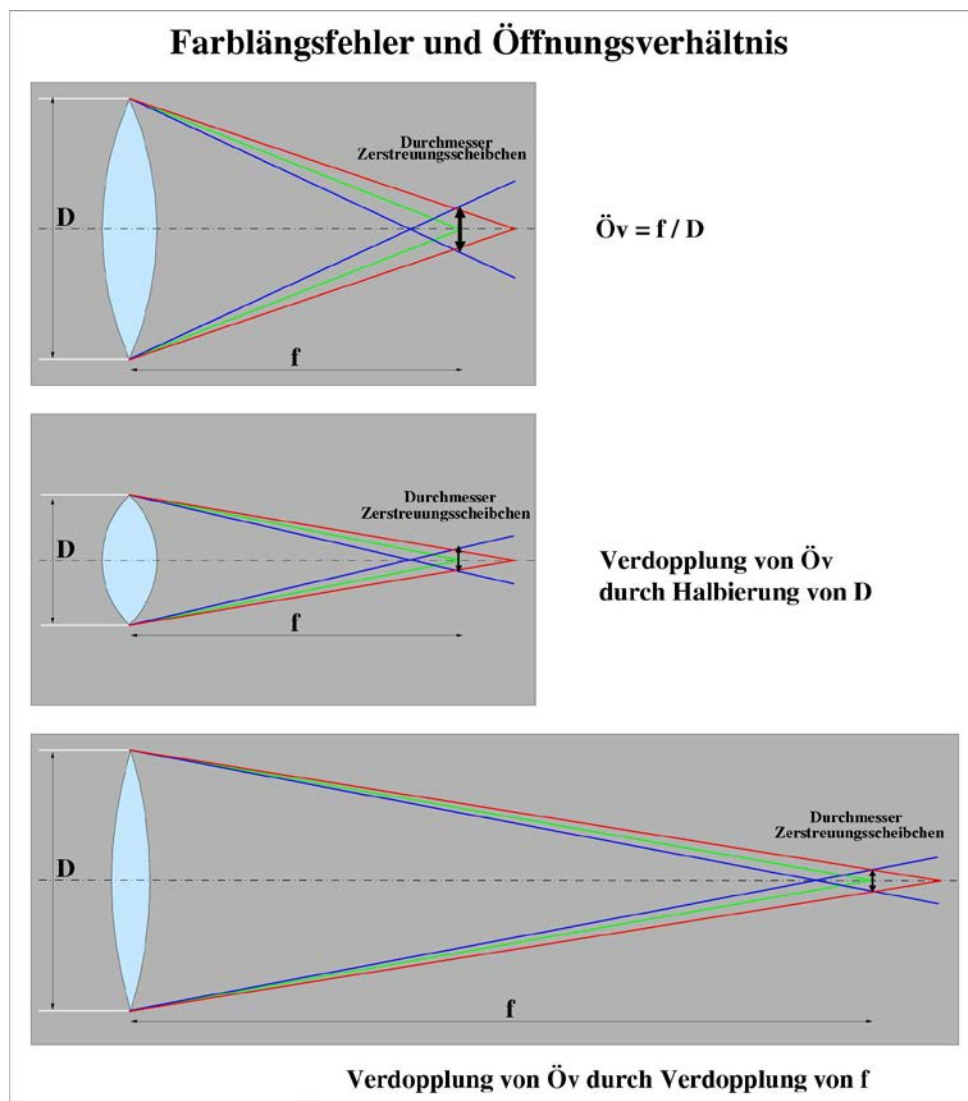 Farblängsfehler und Öffnungsverhältnis
Durchmesser
Zerstreuungsscheibchen
D
f
Öv = f / D
Durchmesser
Zerstreuungsscheibchen
D
f
Verdopplung von Öv
durch Halbierung von D
Durchmesser
Zerstreuungsscheibchen
D
f
Verdopplung von Öv durch Verdopplung von f